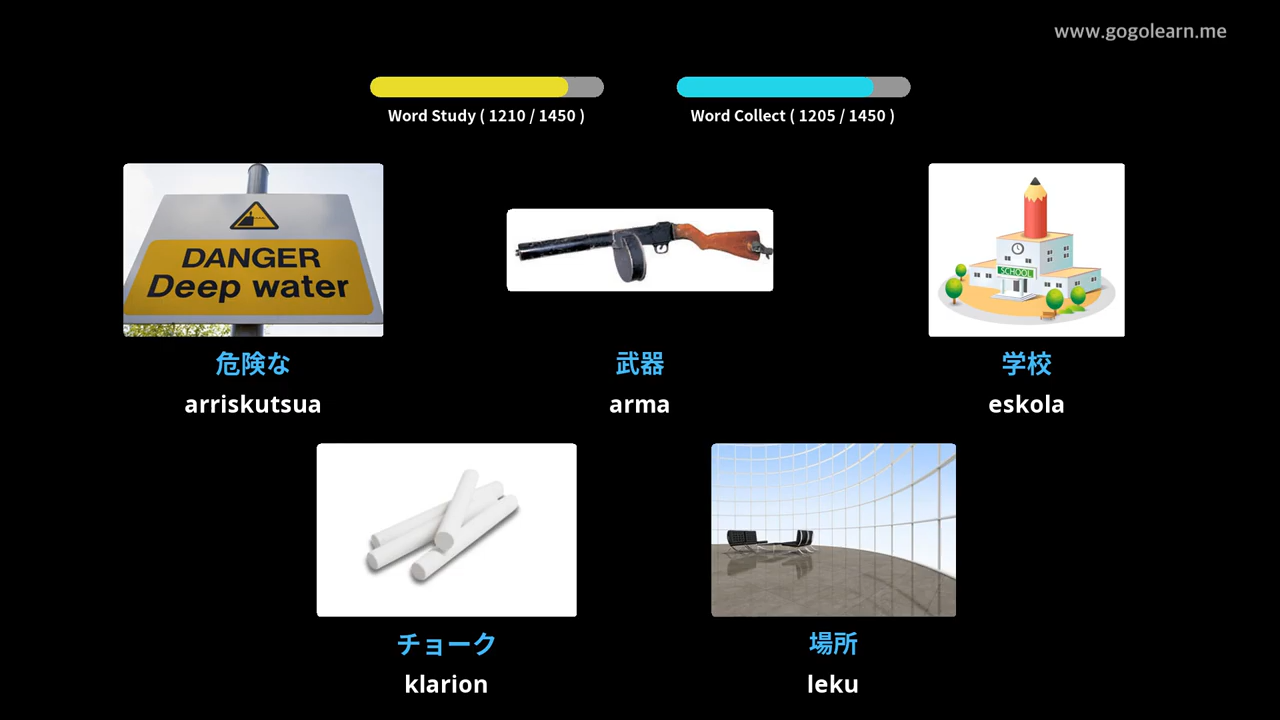 www.gogolearn.me
Word Study ( 1210 / 1450 )
Word Collect ( 1205 / 1450 )
DANGER
Deep water
SCHOOL
危険な
武器
学校
arriskutsua
arma
eskola
チョーク
場所
klarion
leku